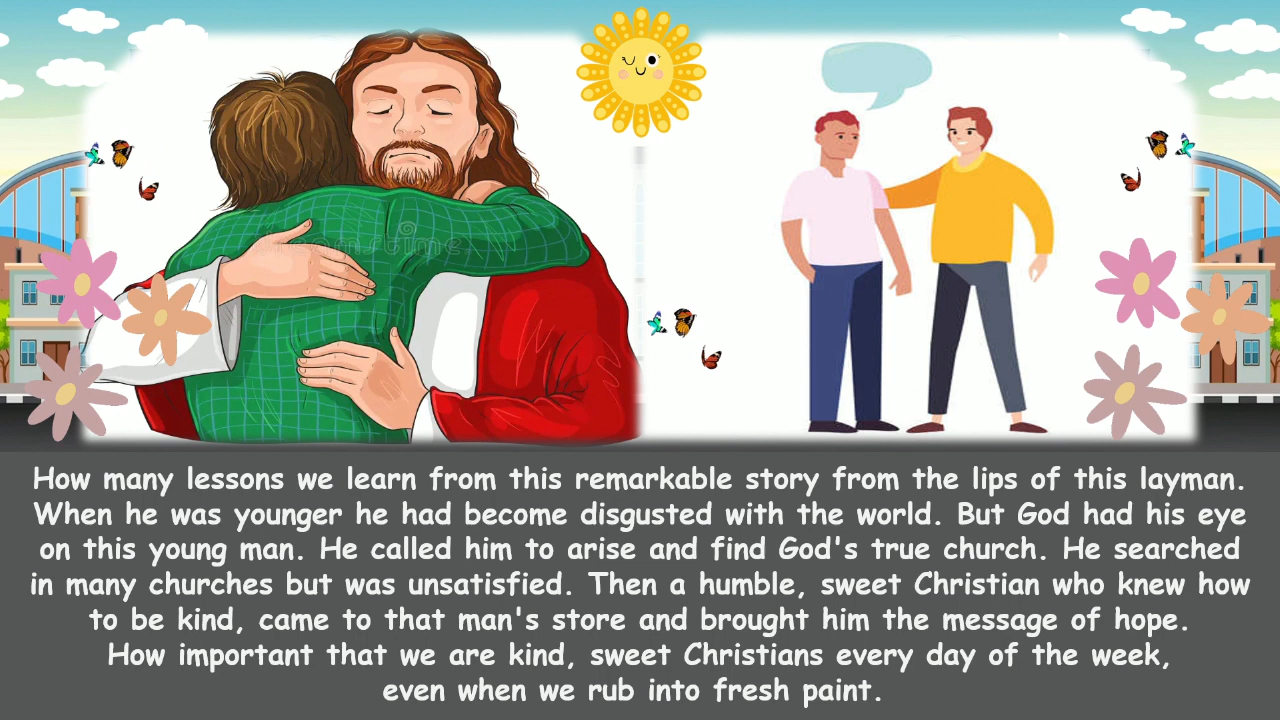 How many lessons we learn from this remarkable story from the lips of this layman.
When he was younger he had become disgusted with the world. But God had his eye
on this young man. He called him to arise and find God's true church. He searched
in many churches but was unsatisfied. Then a humble, sweet Christian who knew how
to be kind, came to that man's store and brought him the message of hope.
How important that we are kind, sweet Christians every day of the week,
even when we rub into fresh paint.